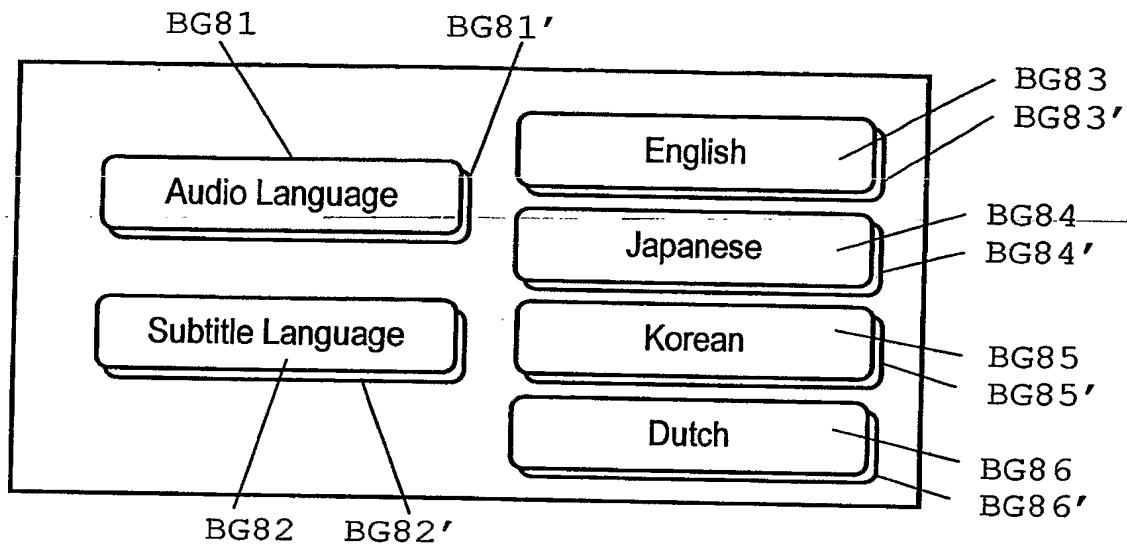 BG81 BG81'
BG83
BG83'
English
Audio Language
BG84
Japanese
BG84'
Subtitle Language
Korean
BG85
BG85'
Dutch
BG86
BG86'
BG82 BG82'